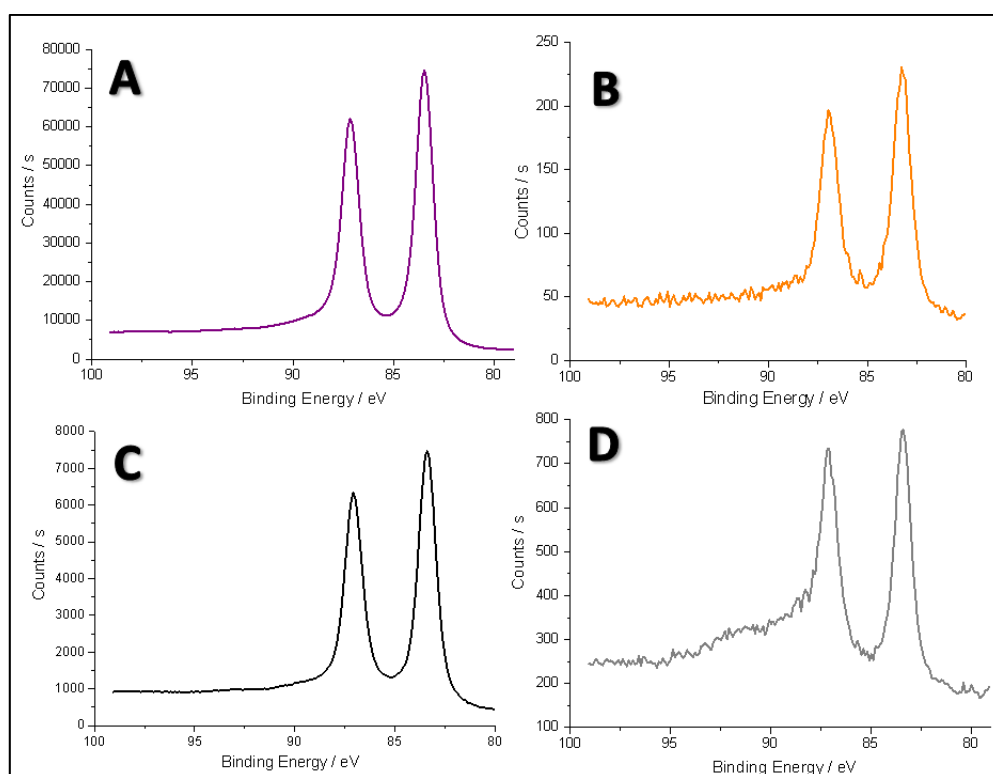 A
80000
70000
60000
50000
40000
30000
20000
10000
0
Counts / s
100 95 90 85 80
Binding Energy / eV
B
250
200
150
100
50
0
Counts / s
100 95 90 85 80
Binding Energy / eV
C
8000
7000
6000
5000
4000
3000
2000
1000
0
Counts / s
100 95 90 85 80
Binding Energy / eV
D
800
700
600
500
400
300
200
100
Counts / s
100 95 90 85 80
Binding Energy / eV